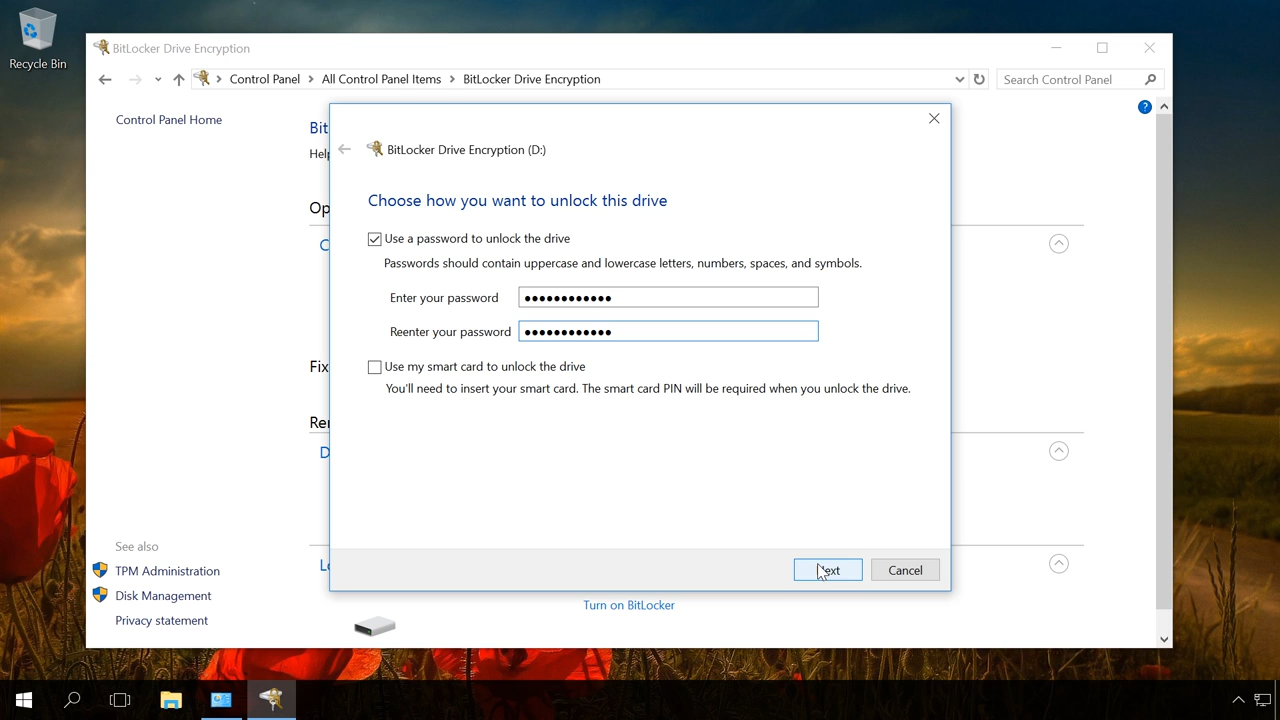 Recycle Bin
BitLocker Drive Encryption
Control Panel All Control Panel Items BitLocker Drive Encryption Search Control Panel
Control Panel Home
BitLocker Drive Encryption (D:)
Choose how you want to unlock this drive
Use a password to unlock the drive
Passwords should contain uppercase and lowercase letters, numbers, spaces, and symbols.
Enter your password
Reenter your password
Use my smart card to unlock the drive
You'll need to insert your smart card. The smart card PIN will be required when you unlock the drive.
Cancel
See also
TPM Administration
Disk Management
Privacy statement
Turn on BitLocker